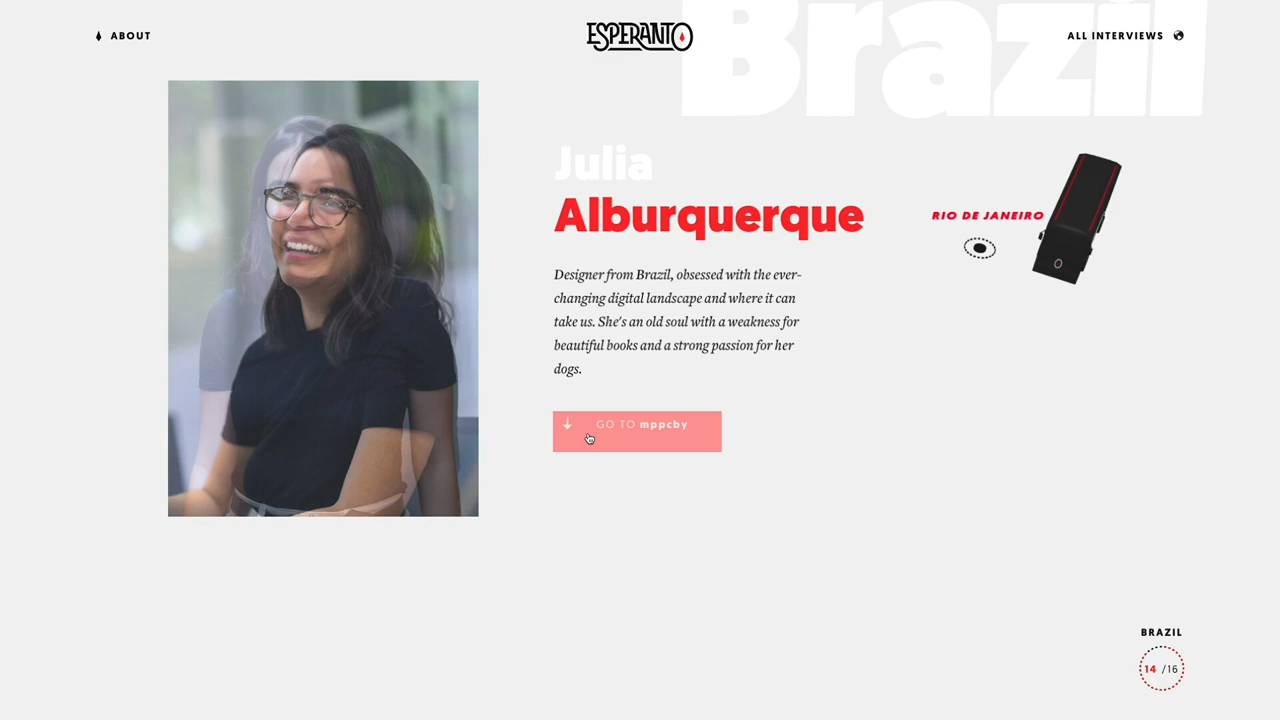 ABOUT
ESPERANTO
ALL INTERVIEWS
Brazil
Julia
Alburquerque
RIO DE JANEIRO
Designer from Brazil, obsessed with the ever-
changing digital landscape and where it can
take us. She's an old soul with a weakness for
beautiful books and a strong passion for her
dogs.
GO TO mppcby
BRAZIL
14 /16